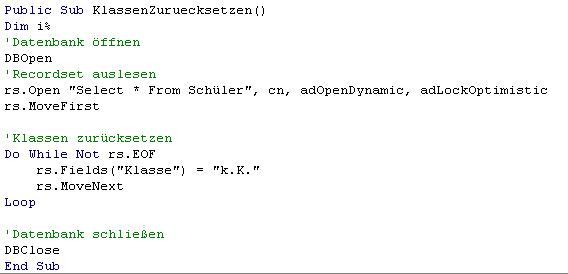 Public Sub KlassenZuruecksetzen()
Dim i%
'Datenbank öffnen
DBOpen
'Recordset auslesen
rs.Open "Select * From Schüler", cn, adOpenDynamic, adLockOptimistic
rs.MoveFirst

'Klassen zurücksetzen
Do While Not rs.EOF
    rs.Fields("Klasse") = "k.K."
    rs.MoveNext
Loop

'Datenbank schließen
DBClose
End Sub